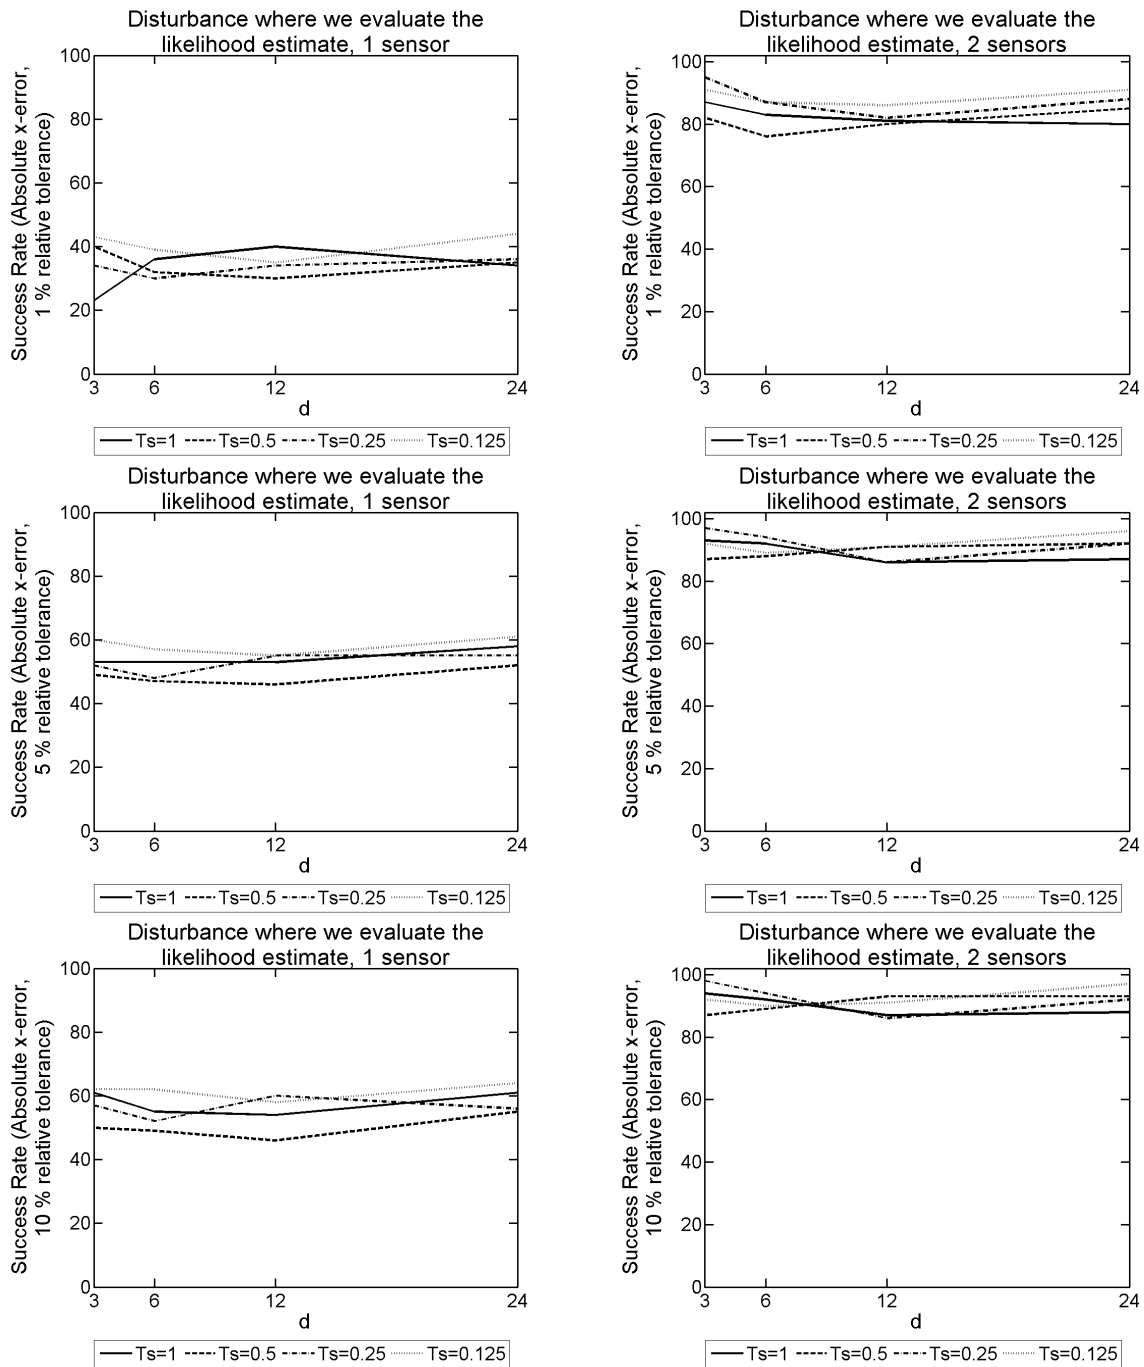 Disturbance where we evaluate the
likelihood estimate, 1 sensor
Success Rate (Absolute x-error,
1 % relative tolerance)
100
80
60
40
20
0
3 6 12 24
d
Ts=1 Ts=0.5 Ts=0.25 Ts=0.125
Disturbance where we evaluate the
likelihood estimate, 2 sensors
Success Rate (Absolute x-error,
1 % relative tolerance)
100
80
60
40
20
0
3 6 12 24
d
Ts=1 Ts=0.5 Ts=0.25 Ts=0.125
Disturbance where we evaluate the
likelihood estimate, 1 sensor
Success Rate (Absolute x-error,
5 % relative tolerance)
100
80
60
40
20
0
3 6 12 24
d
Ts=1 Ts=0.5 Ts=0.25 Ts=0.125
Disturbance where we evaluate the
likelihood estimate, 2 sensors
Success Rate (Absolute x-error,
5 % relative tolerance)
100
80
60
40
20
0
3 6 12 24
d
Ts=1 Ts=0.5 Ts=0.25 Ts=0.125
Disturbance where we evaluate the
likelihood estimate, 1 sensor
Success Rate (Absolute x-error,
10 % relative tolerance)
100
80
60
40
20
0
3 6 12 24
d
Ts=1 Ts=0.5 Ts=0.25 Ts=0.125
Disturbance where we evaluate the
likelihood estimate, 2 sensors
Success Rate (Absolute x-error,
10 % relative tolerance)
100
80
60
40
20
0
3 6 12 24
d
Ts=1 Ts=0.5 Ts=0.25 Ts=0.125